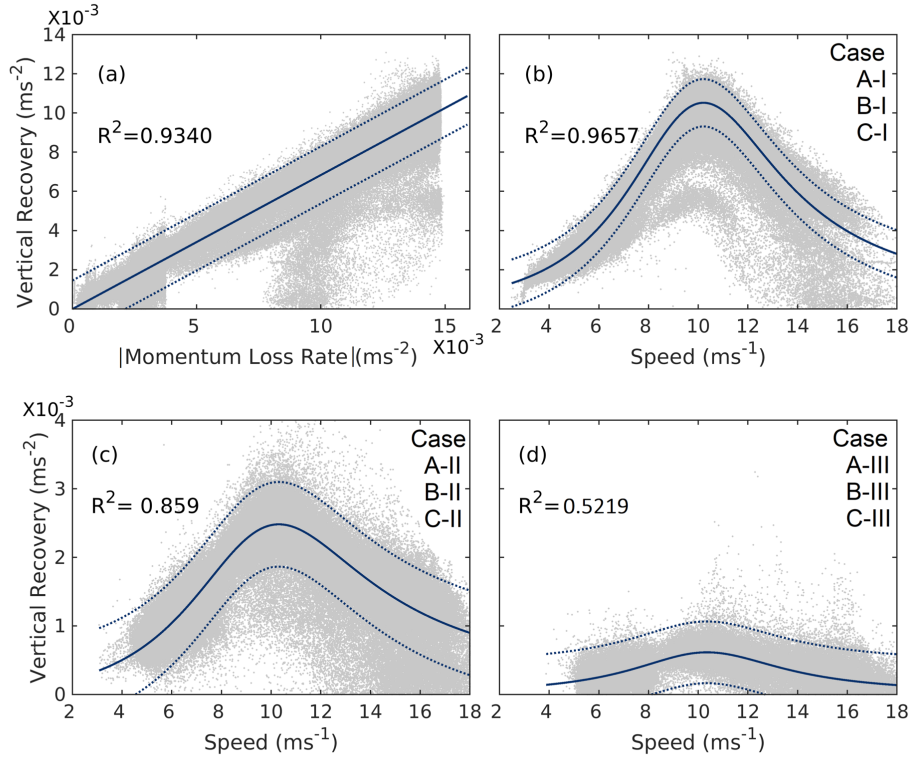 X10⁻³
14
12
10
8
6
4
2
0
Vertical Recovery (ms⁻²)
(a)
R²=0.9340
0 5 10 15
X10⁻³
|Momentum Loss Rate|(ms⁻²)
(b)
R²=0.9657
Case
A-I
B-I
C-I
2 4 6 8 10 12 14 16 18
Speed (ms⁻¹)
X10⁻³
4
3
2
1
0
Vertical Recovery (ms⁻²)
(c)
R²= 0.859
Case
A-II
B-II
C-II
2 4 6 8 10 12 14 16 18
Speed (ms⁻¹)
(d)
R²=0.5219
Case
A-III
B-III
C-III
2 4 6 8 10 12 14 16 18
Speed (ms⁻¹)